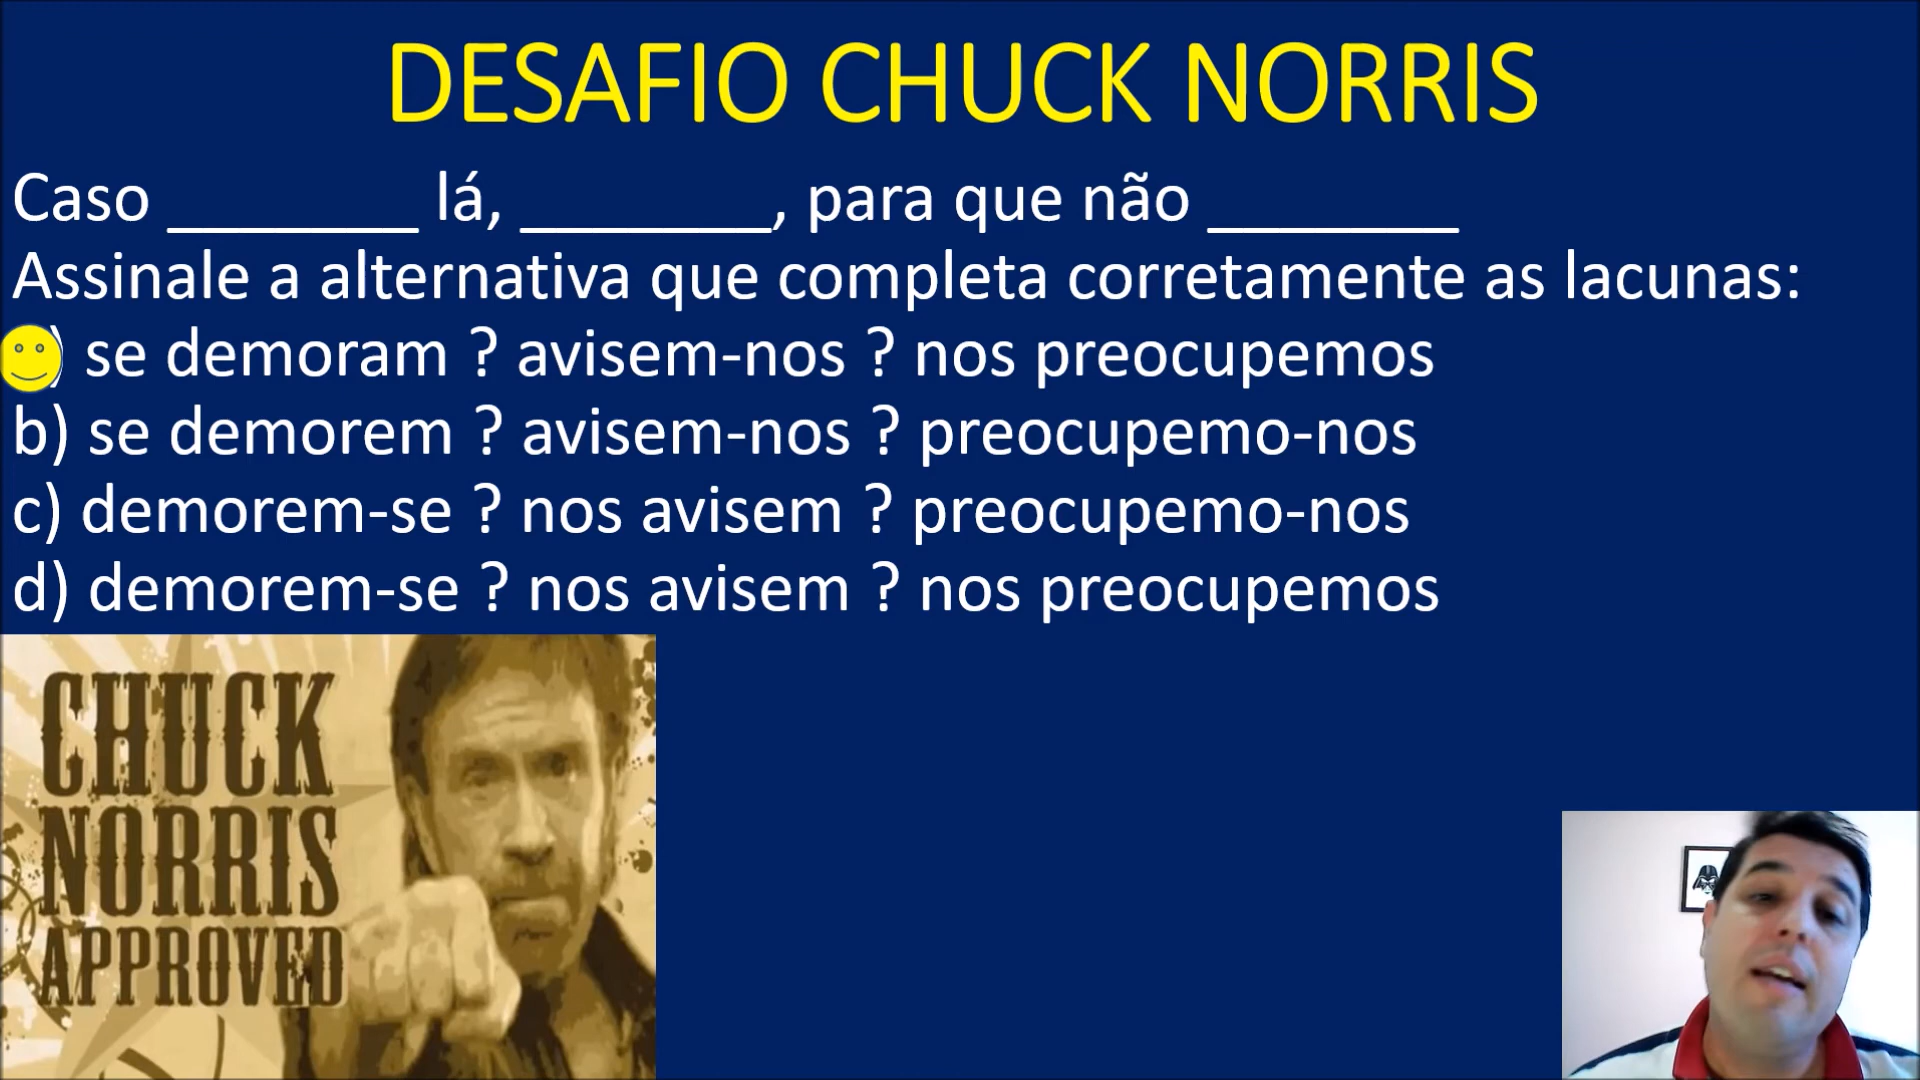 DESAFIO CHUCK NORRIS
Caso ________ lá, ________, para que não ________
Assinale a alternativa que completa corretamente as lacunas:
) se demoram ? avisem-nos ? nos preocupemos
b) se demorem ? avisem-nos ? preocupemo-nos
c) demorem-se ? nos avisem ? preocupemo-nos
d) demorem-se ? nos avisem ? nos preocupemos
CHUCK
NORRIS
APPROVED